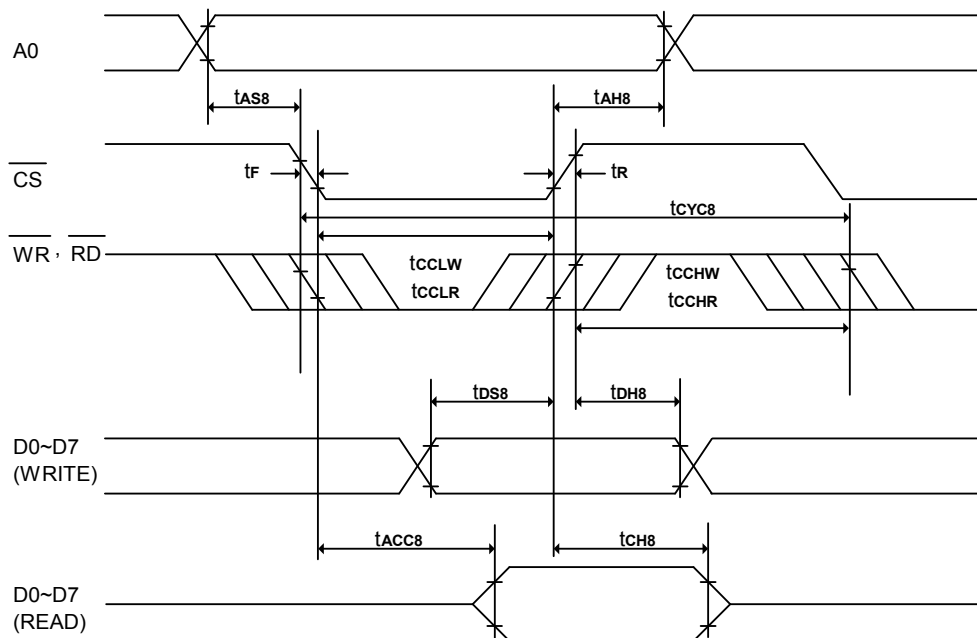 A0
tAS8
tAH8
CS
tF
tR
tCYC8
WR, RD
tCCLW
tCCLR
tCCHW
tCCHR
tDS8
tDH8
D0~D7
(WRITE)
tACC8
tCH8
D0~D7
(READ)